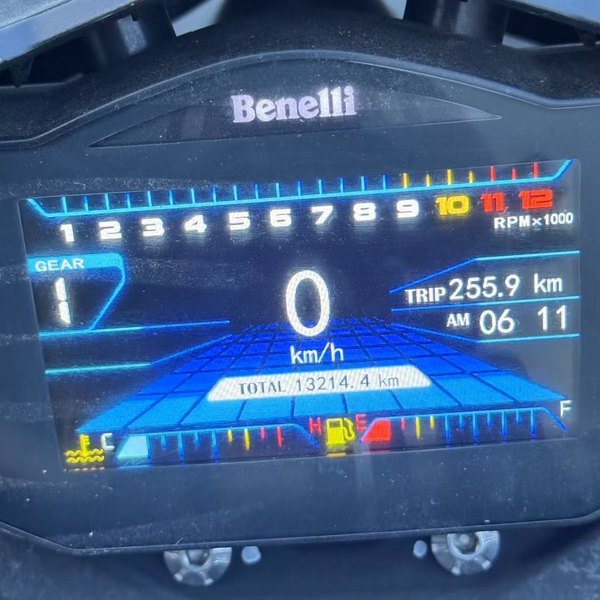 Benelli
1 2 3 4 5 6 7 8 9 10 11 12
RPM×1000
GEAR
1
0
km/h
TRIP 255.9 km
AM 06 11
TOTAL 13214.4 km
C H E F